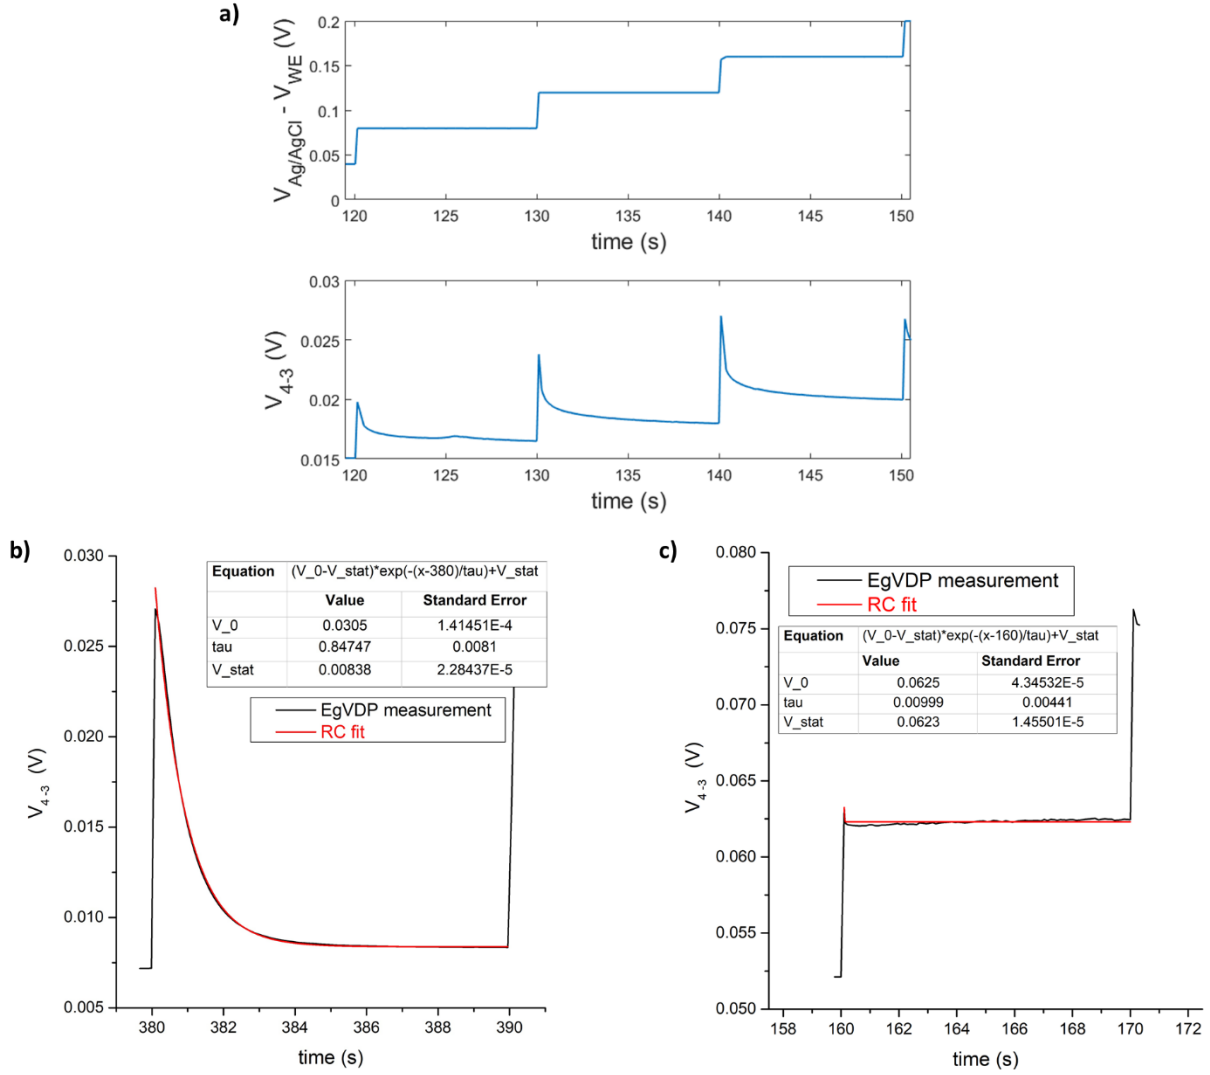 a)
0.2
0.15
0.1
0.05
0
V_Ag/AgCl - V_WE (V)
120 125 130 135 140 145 150
time (s)
0.03
0.025
0.02
0.015
V_4-3 (V)
120 125 130 135 140 145 150
time (s)
b)
0.030
0.025
0.020
0.015
0.010
0.005
V_4-3 (V)
Equation (V_0-V_stat)*exp(-(x-380)/tau)+V_stat
Value Standard Error
V_0 0.0305 1.41451E-4
tau 0.84747 0.0081
V_stat 0.00838 2.28437E-5
EgVDP measurement
RC fit
380 382 384 386 388 390
time (s)
c)
0.080
0.075
0.070
0.065
0.060
0.055
0.050
V_4-3 (V)
EgVDP measurement
RC fit
Equation (V_0-V_stat)*exp(-(x-160)/tau)+V_stat
Value Standard Error
V_0 0.0625 4.34532E-5
tau 0.00999 0.00441
V_stat 0.0623 1.45501E-5
158 160 162 164 166 168 170 172
time (s)